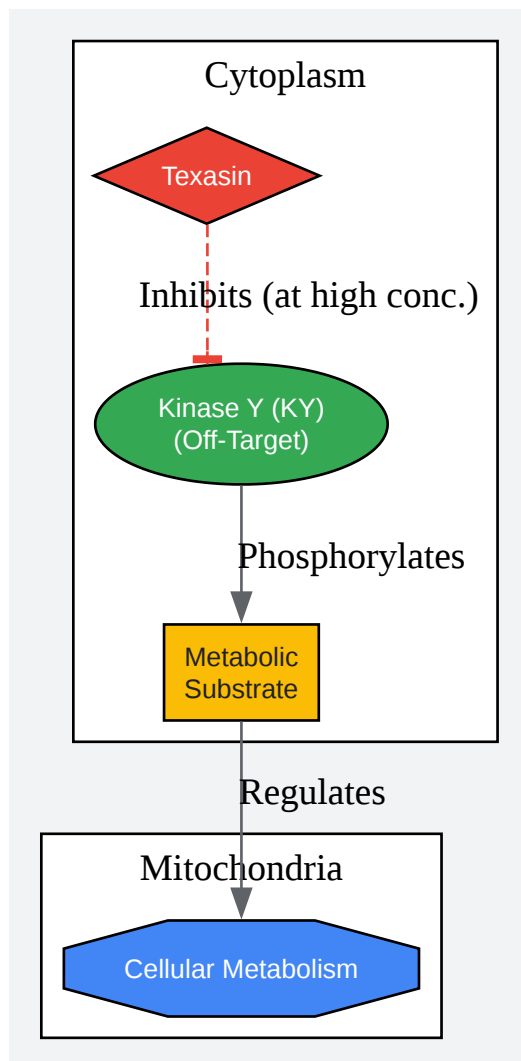 Cytoplasm
Texasin
Inhibits (at high conc.)
Kinase Y (KY)
(Off-Target)
Phosphorylates
Metabolic
Substrate
Regulates
Mitochondria
Cellular Metabolism